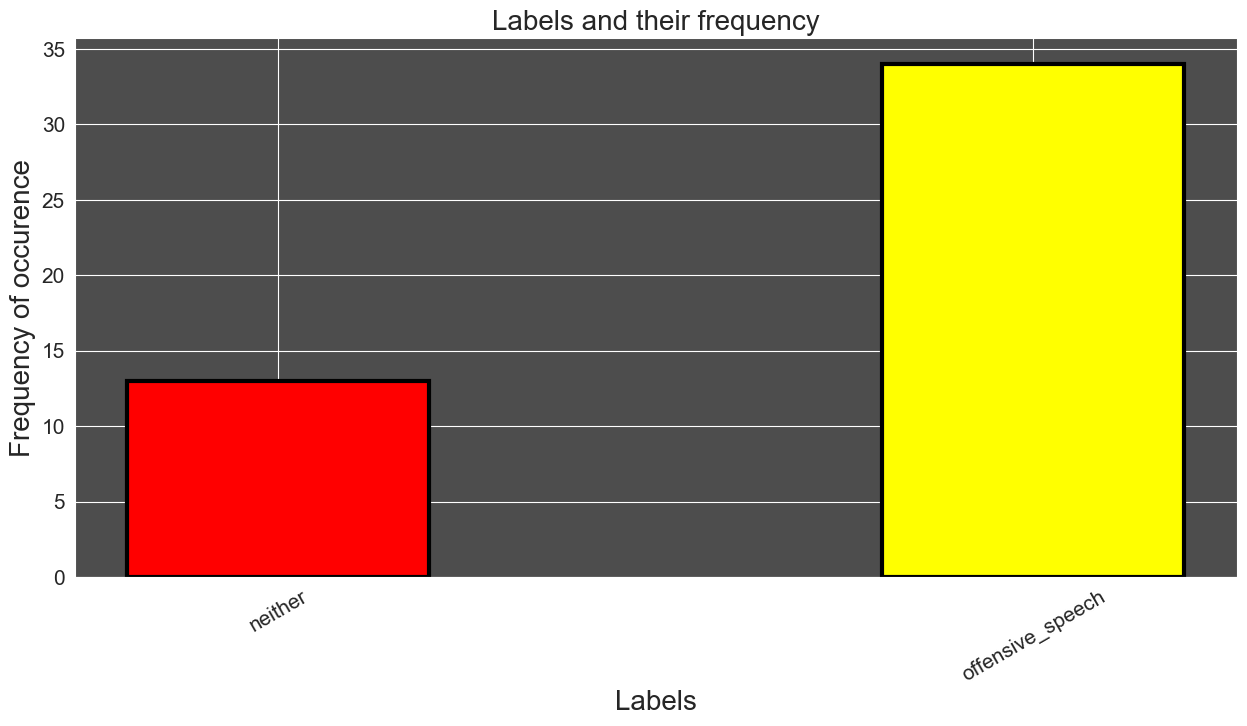 Labels and their frequency
Frequency of occurence
35
30
25
20
15
10
5
0
neither
offensive_speech
Labels